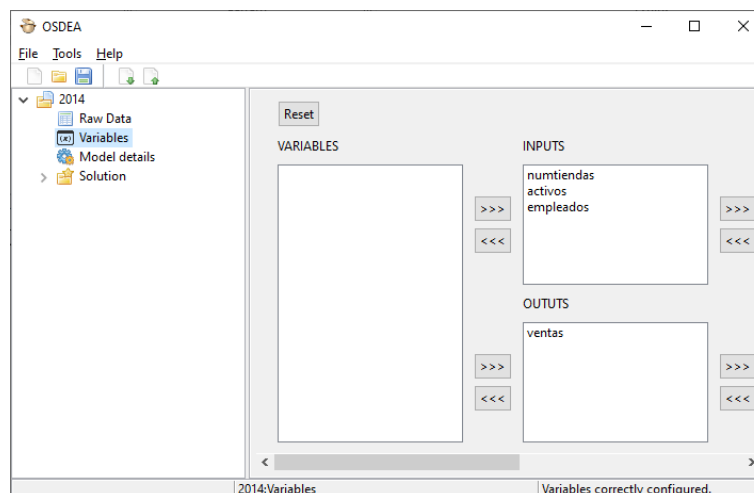 OSDEA
File Tools Help
2014
Raw Data
(x) Variables
Model details
Solution
Reset
VARIABLES
INPUTS
numtiendas
activos
empleados
>>>
<<<
>>>
<<<
OUTUTS
ventas
>>>
<<<
>>>
<<<
2014:Variables
Variables correctly configured.